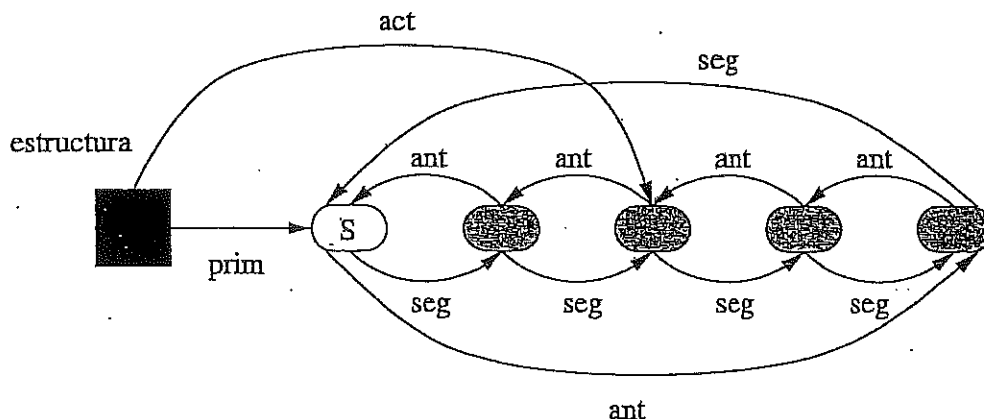 act
seg
estructura
ant ant ant ant
S
prim
seg seg seg seg
ant